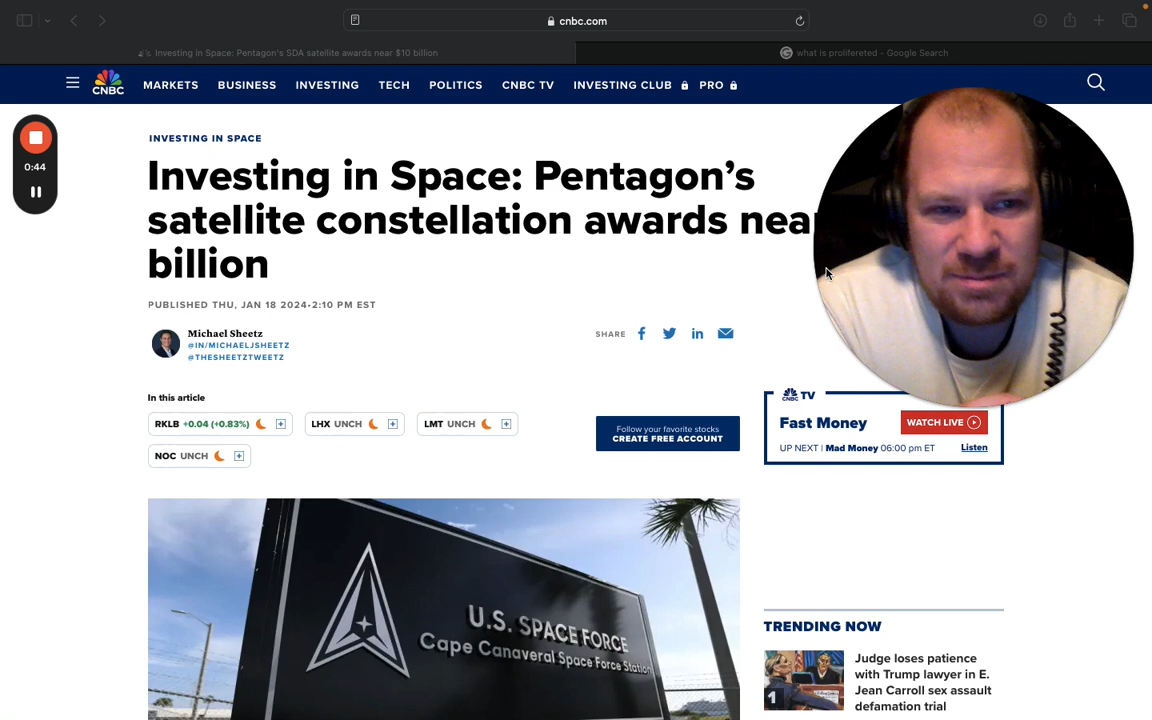 cnbc.com
Investing in Space: Pentagon's SDA satellite awards near $10 billion
what is prolifereted - Google Search
CNBC
MARKETS BUSINESS INVESTING TECH POLITICS CNBC TV INVESTING CLUB PRO
0:44
INVESTING IN SPACE
Investing in Space: Pentagon’s
satellite constellation awards near
billion
PUBLISHED THU, JAN 18 2024•2:10 PM EST
Michael Sheetz
@IN/MICHAELJSHEETZ
@THESHEETZTWEETZ
SHARE
In this article
RKLB +0.04 (+0.83%) LHX UNCH LMT UNCH
NOC UNCH
Follow your favorite stocks
CREATE FREE ACCOUNT
CNBC TV
Fast Money
WATCH LIVE
UP NEXT | Mad Money 06:00 pm ET
Listen
U.S. SPACE FORCE
Cape Canaveral Space Force Station
TRENDING NOW
1
Judge loses patience
with Trump lawyer in E.
Jean Carroll sex assault
defamation trial